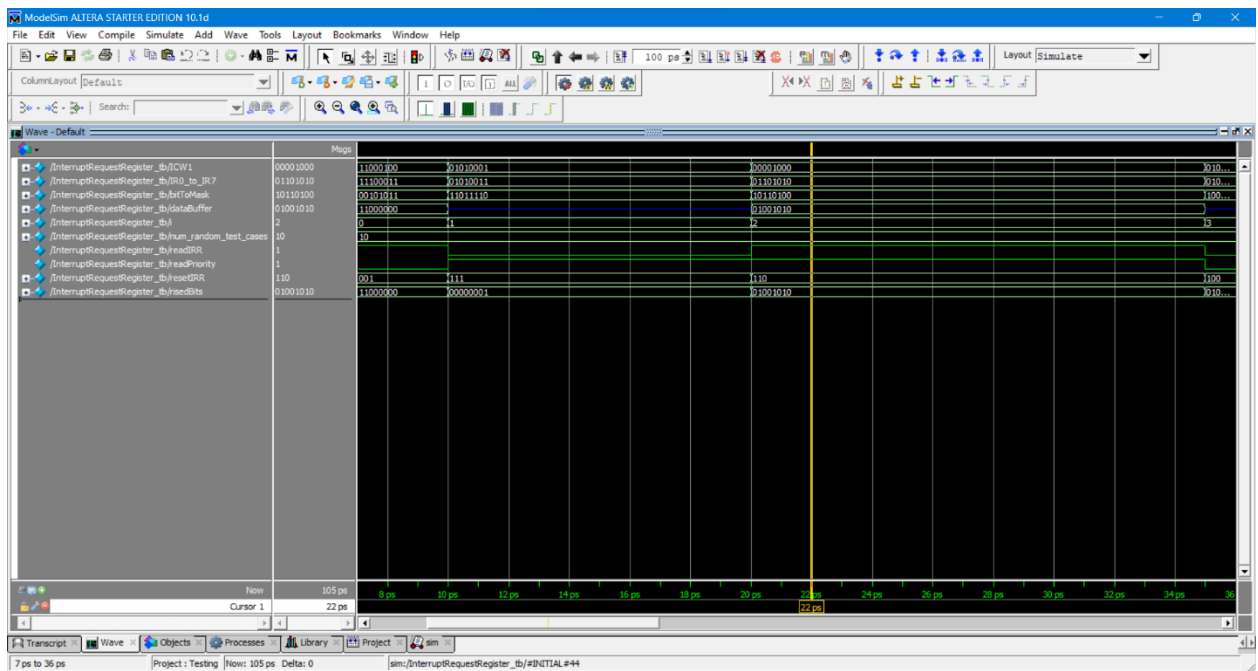 ModelSim ALTERA STARTER EDITION 10.1d
File Edit View Compile Simulate Add Wave Tools Layout Bookmarks Window Help
100 ps
Layout Simulate
ColumnLayout Default
ALL
Search:
Wave - Default
Msgs
/InterruptRequestRegister_tb/ICW1 00001000 11000100 01010001 00001000 010...
/InterruptRequestRegister_tb/IR0_to_IR7 01101010 11100011 01010011 01101010 010...
/InterruptRequestRegister_tb/bitToMask 10110100 00101011 11011110 10110100 100...
/InterruptRequestRegister_tb/dataBuffer 01001010 11000000 01001010
/InterruptRequestRegister_tb/i 2 0 1 2 3
/InterruptRequestRegister_tb/num_random_test_cases 10 10
/InterruptRequestRegister_tb/readIRR 1
/InterruptRequestRegister_tb/readPriority 1
/InterruptRequestRegister_tb/resetIRR 110 001 111 110 100
/InterruptRequestRegister_tb/risedBits 01001010 11000000 00000001 01001010 010...
Now 105 ps 8 ps 10 ps 12 ps 14 ps 16 ps 18 ps 20 ps 22 ps 24 ps 26 ps 28 ps 30 ps 32 ps 34 ps 36
Cursor 1 22 ps 22 ps
Transcript Wave Objects Processes Library Project sim
7 ps to 36 ps Project : Testing Now: 105 ps Delta: 0 sim:/InterruptRequestRegister_tb/#INITIAL#44